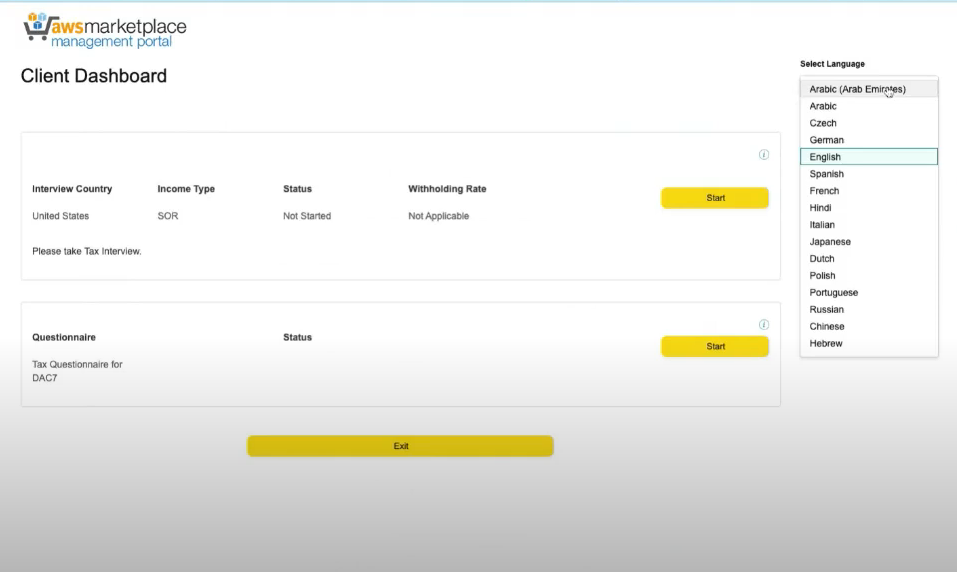 awsmarketplace
management portal
Client Dashboard
Select Language
Arabic (Arab Emirates)
Arabic
Czech
German
English
Spanish
French
Hindi
Italian
Japanese
Dutch
Polish
Portuguese
Russian
Chinese
Hebrew
Interview Country Income Type Status Withholding Rate
United States SOR Not Started Not Applicable
Start
Please take Tax Interview.
Questionnaire Status
Start
Tax Questionnaire for
DAC7
Exit